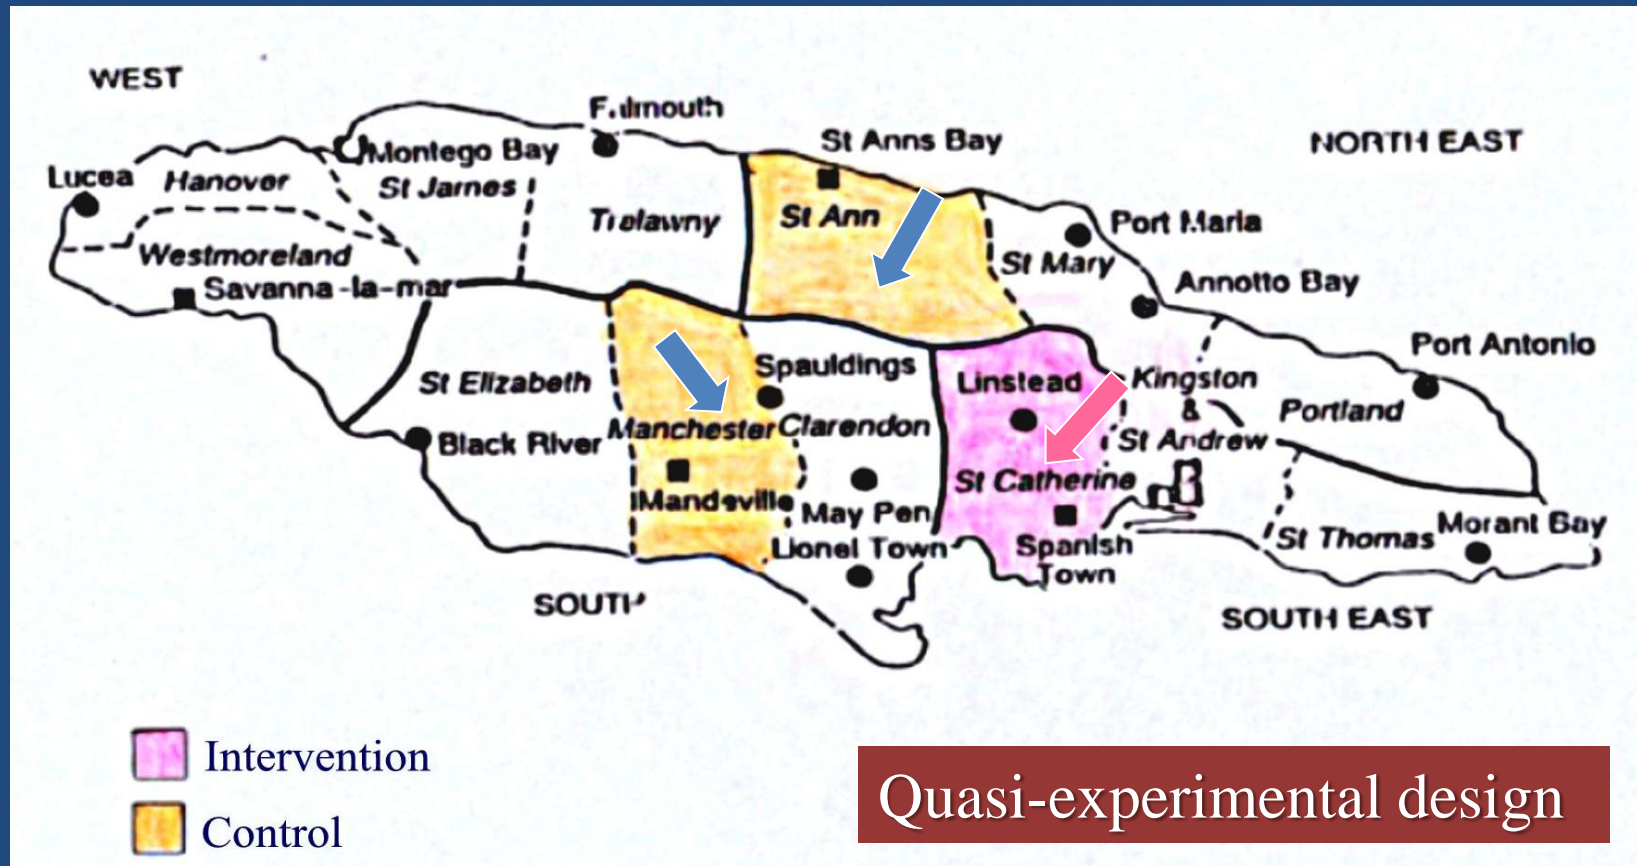 WEST
Falmouth
St Anns Bay
NORTH EAST
Montego Bay
Lucea
Hanover
St James
Trelawny
St Ann
Port Maria
Westmoreland
St Mary
Savanna-la-mar
Annotto Bay
Port Antonio
St Elizabeth
Spauldings
Linstead
Kingston
&
St Andrew
Portland
Manchester
Clarendon
Black River
St Catherine
Mandeville
May Pen
Lionel Town
Spanish
Town
St Thomas
Morant Bay
SOUTH
SOUTH EAST
Intervention
Control
Quasi-experimental design